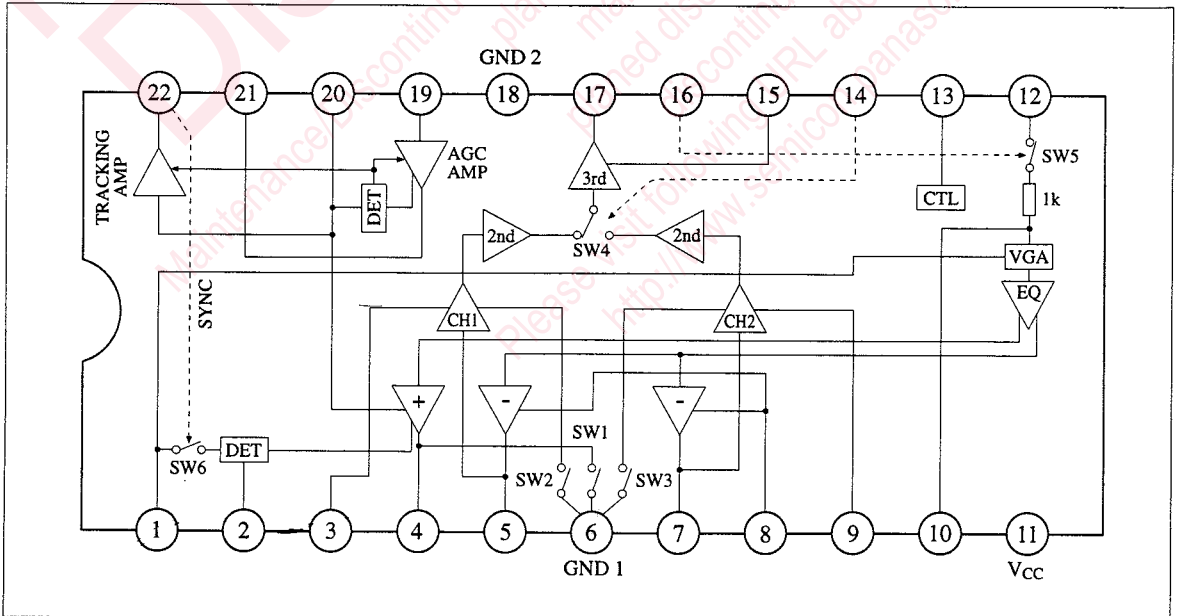 GND 2
22 21 20 19 18 17 16 15 14 13 12
TRACKING
AMP
AGC
AMP
DET
3rd
SW5
CTL
1k
2nd
SW4
2nd
VGA
EQ
SYNC
CH1
CH2
+
-
-
SW1
DET
SW6
SW2
SW3
1 2 3 4 5 6 7 8 9 10 11
GND 1
VCC